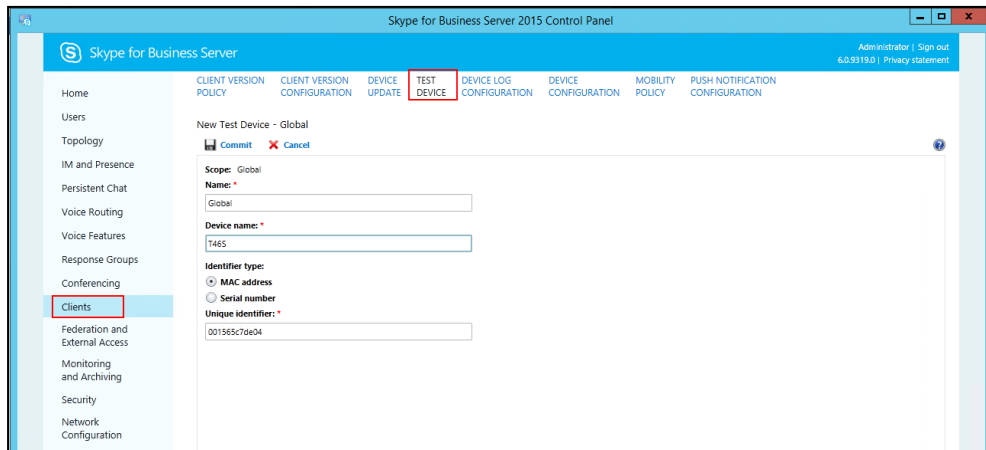 Skype for Business Server 2015 Control Panel
S Skype for Business Server
Administrator | Sign out
6.0.9319.0 | Privacy statement
Home
Users
Topology
IM and Presence
Persistent Chat
Voice Routing
Voice Features
Response Groups
Conferencing
Clients
Federation and
External Access
Monitoring
and Archiving
Security
Network
Configuration
CLIENT VERSION POLICY
CLIENT VERSION CONFIGURATION
DEVICE UPDATE
TEST DEVICE
DEVICE LOG CONFIGURATION
DEVICE CONFIGURATION
MOBILITY POLICY
PUSH NOTIFICATION CONFIGURATION
New Test Device - Global
Commit Cancel
Scope: Global
Name: *
Global
Device name: *
T46S
Identifier type:
MAC address
Serial number
Unique identifier: *
001565c7de04